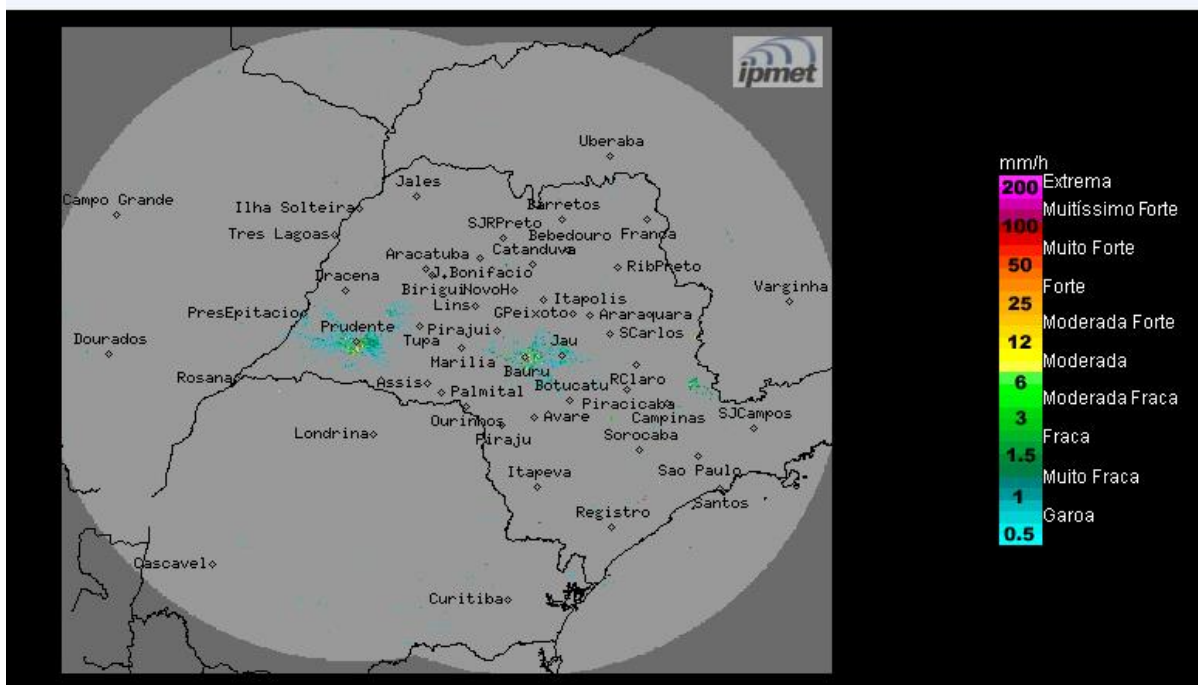 ipmet
Uberaba
Jales
Campo Grande
Ilha Solteira
Barretos
SJRPreto
Tres Lagoas
Bebedouro
Franca
Aracatuba
Catanduva
Dracena
J.Bonifacio
RibPreto
Birigui
NovoH
Varginha
Lins
Itapolis
PresEpitacio
GPeixoto
Araraquara
Prudente
Tupa
Pirajui
SCarlos
Dourados
Marilia
Jau
Rosana
Bauru
Assis
Botucatu
RClaro
Palmital
Piracicaba
Ourinhos
Avare
Campinas
SJCampos
Londrina
Piraju
Sorocaba
Itapeva
Sao Paulo
Santos
Registro
Cascavel
Curitiba
mm/h
200 Extrema
Muitíssimo Forte
100
Muito Forte
50
Forte
25
Moderada Forte
12
Moderada
6
Moderada Fraca
3
Fraca
1.5
Muito Fraca
1
Garoa
0.5